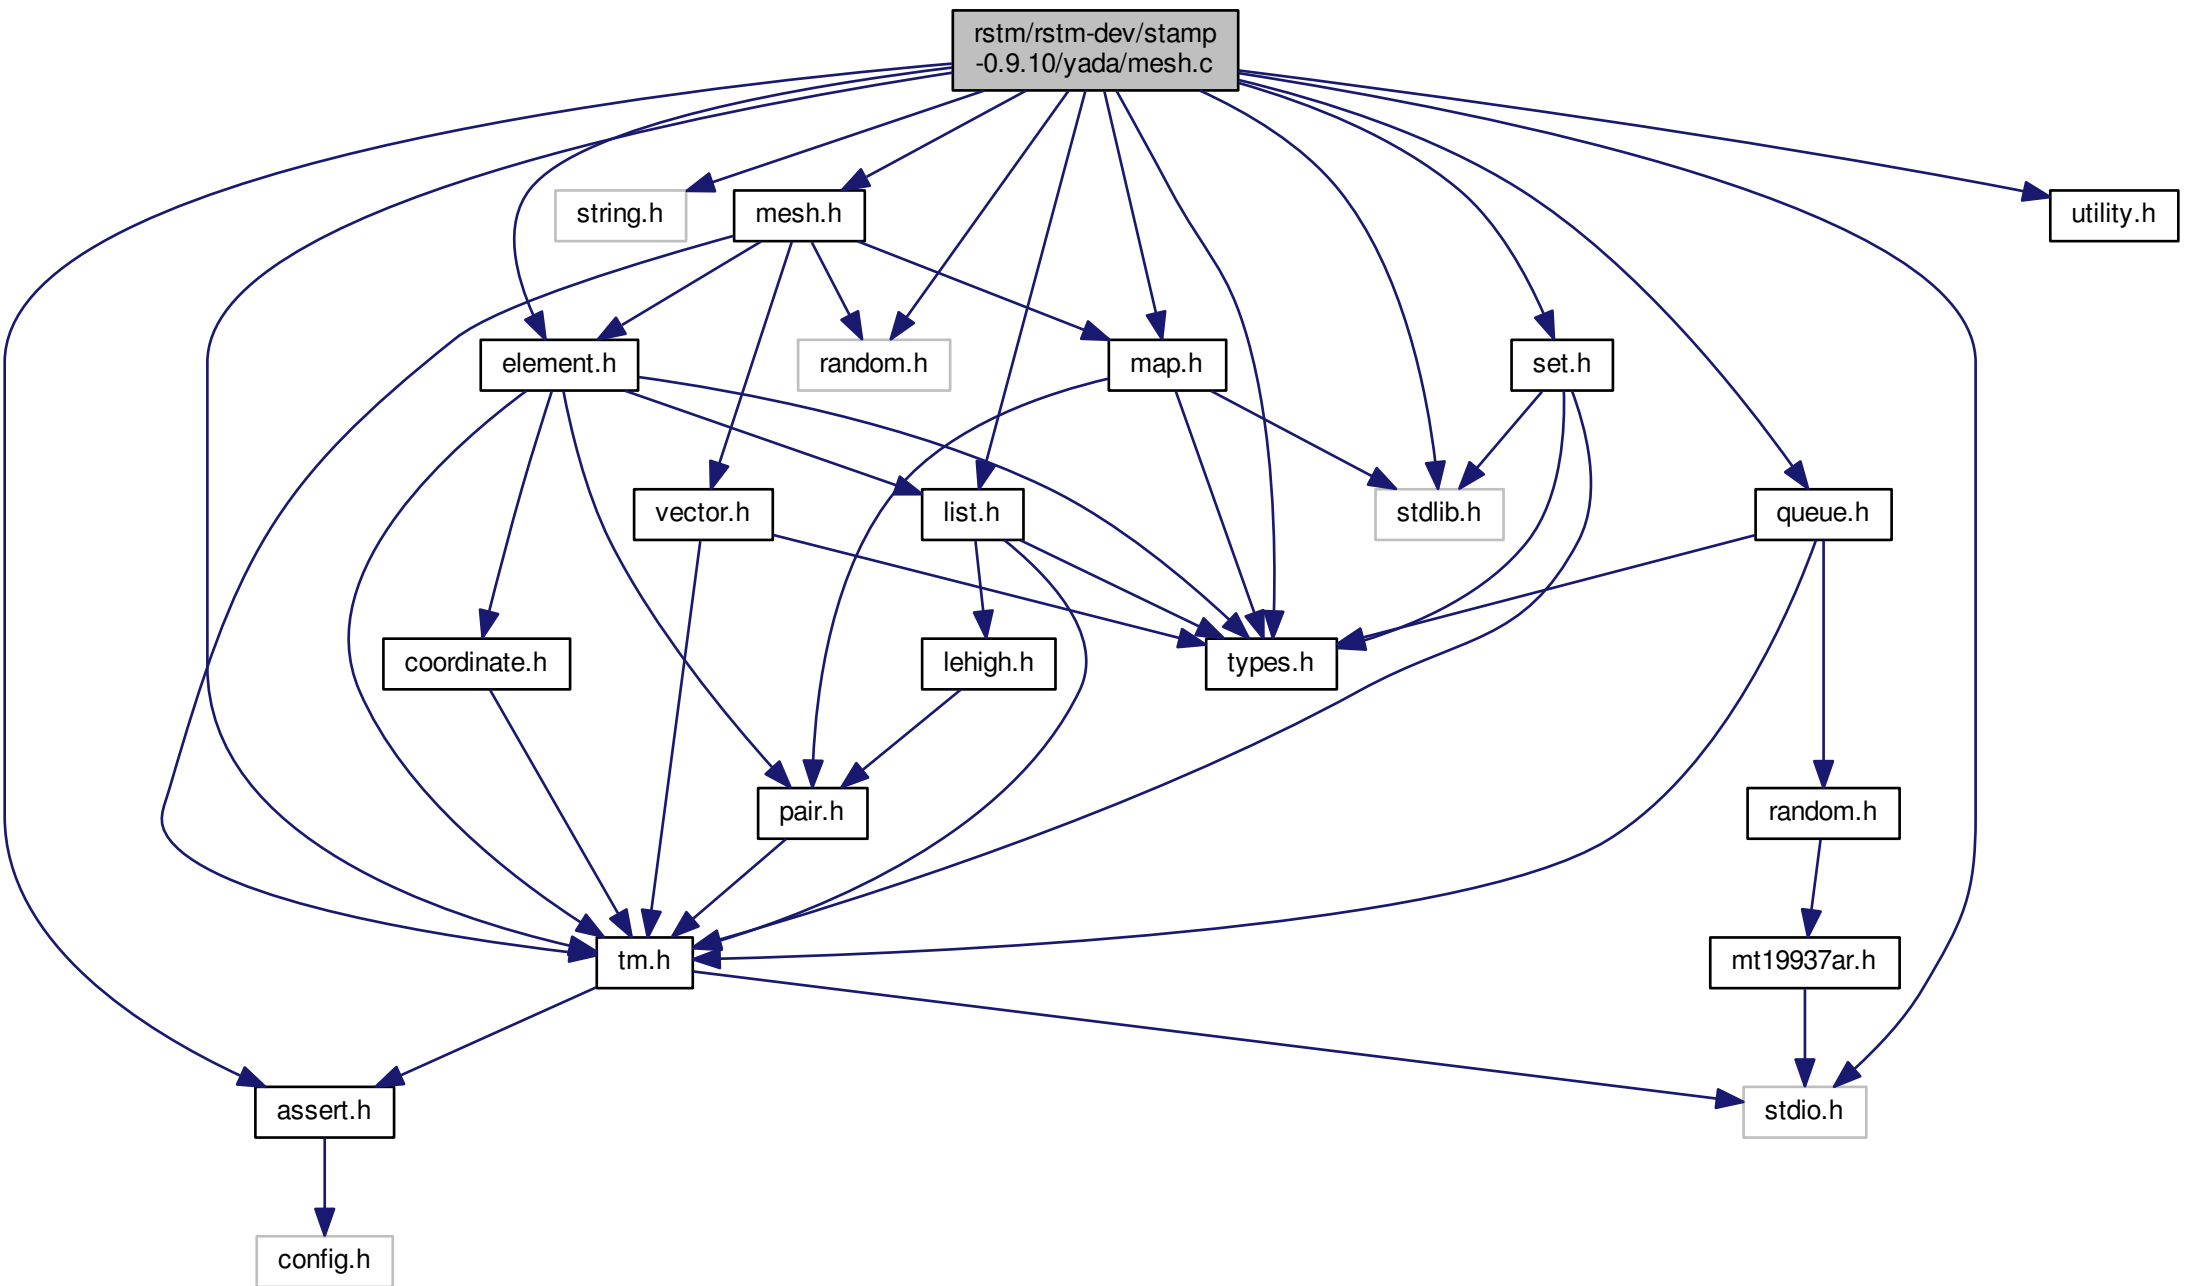 rstm/rstm-dev/stamp
-0.9.10/yada/mesh.c
string.h
mesh.h
utility.h
element.h
random.h
map.h
set.h
vector.h
list.h
stdlib.h
queue.h
coordinate.h
lehigh.h
types.h
pair.h
random.h
tm.h
mt19937ar.h
assert.h
stdio.h
config.h